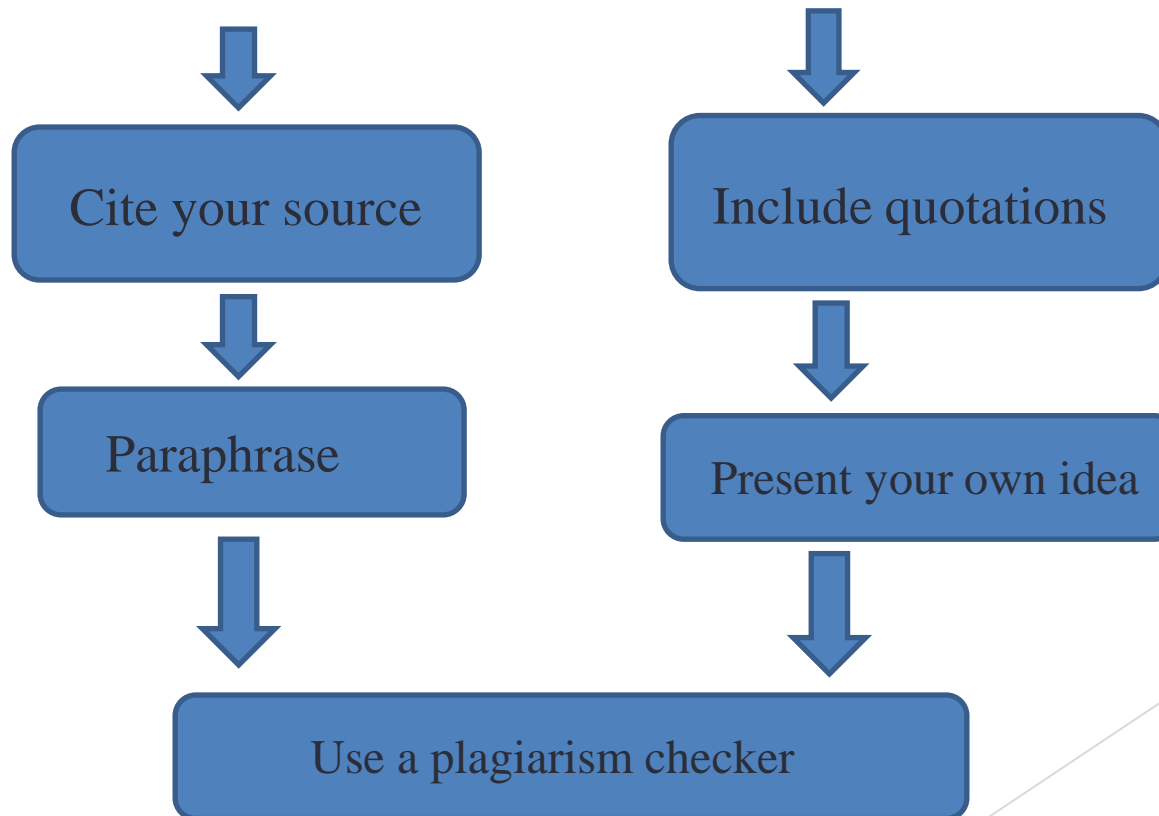 Cite your source
Include quotations
Paraphrase
Present your own idea
Use a plagiarism checker